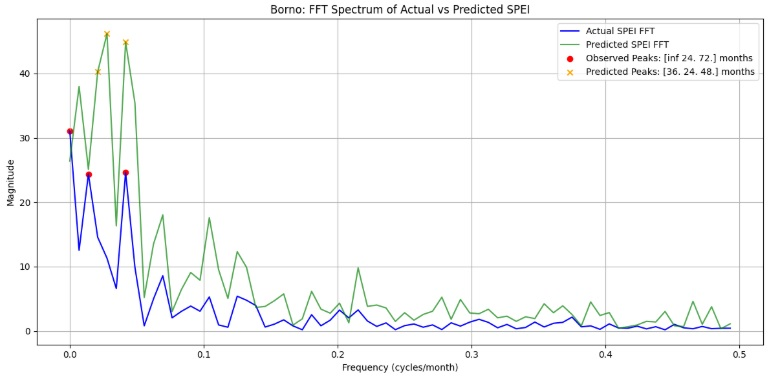 Borno: FFT Spectrum of Actual vs Predicted SPEI
Actual SPEI FFT
Predicted SPEI FFT
Observed Peaks: [inf 24. 72.] months
Predicted Peaks: [36. 24. 48.] months
Magnitude
40
30
20
10
0
0.0 0.1 0.2 0.3 0.4 0.5
Frequency (cycles/month)